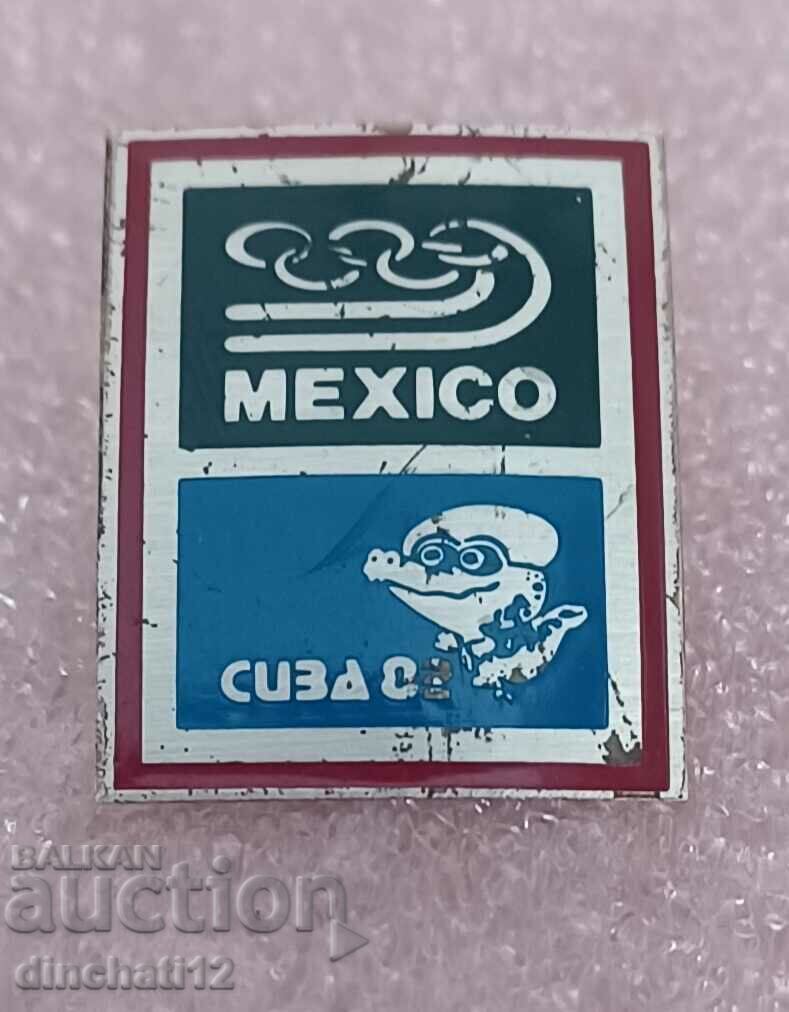 MEXICO
CUBA 82
BALKAN
auction
dinchati12